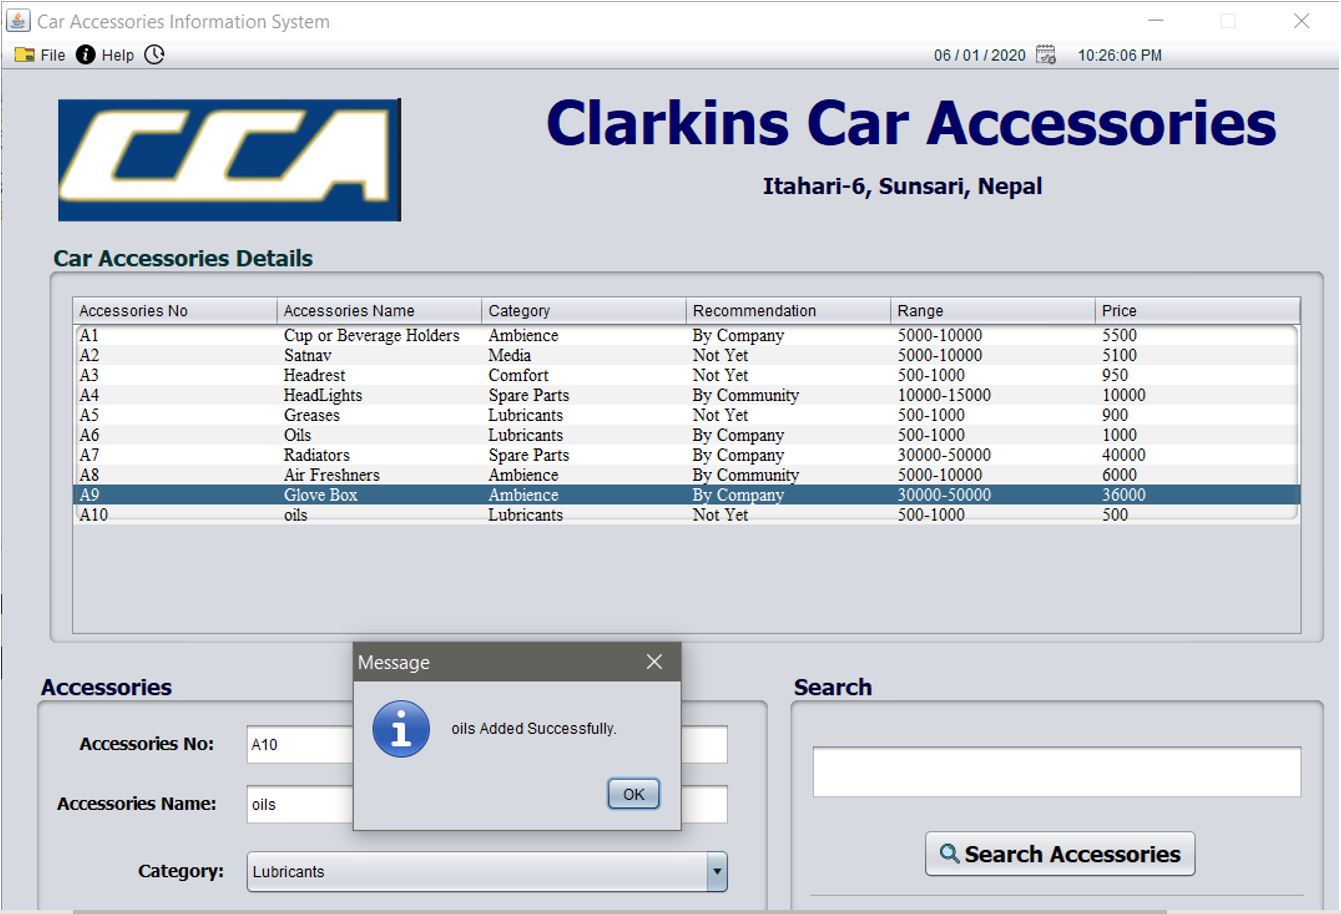 Car Accessories Information System
File Help 06 / 01 / 2020 10:26:06 PM
CCA
Clarkins Car Accessories
Itahari-6, Sunsari, Nepal
Car Accessories Details
Accessories No Accessories Name Category Recommendation Range Price
A1 Cup or Beverage Holders Ambience By Company 5000-10000 5500
A2 Satnav Media Not Yet 5000-10000 5100
A3 Headrest Comfort Not Yet 500-1000 950
A4 HeadLights Spare Parts By Community 10000-15000 10000
A5 Greases Lubricants Not Yet 500-1000 900
A6 Oils Lubricants By Company 500-1000 1000
A7 Radiators Spare Parts By Company 30000-50000 40000
A8 Air Freshners Ambience By Community 5000-10000 6000
A9 Glove Box Ambience By Company 30000-50000 36000
A10 oils Lubricants Not Yet 500-1000 500
Message
oils Added Successfully.
OK
Accessories
Accessories No: A10
Accessories Name: oils
Category: Lubricants
Search
Search Accessories